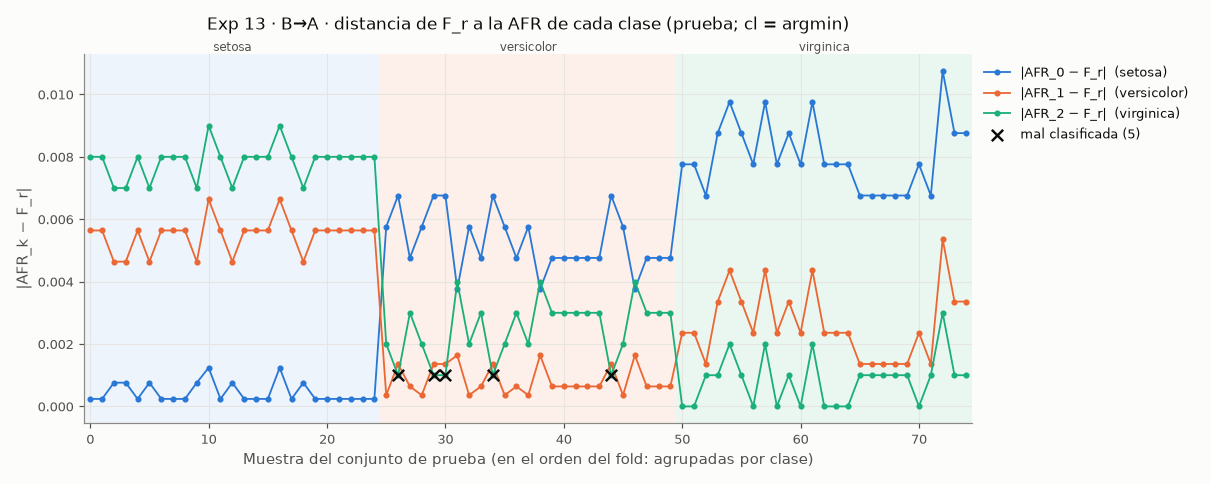 Exp 13 · B→A · distancia de F_r a la AFR de cada clase (prueba; cl = argmin)
setosa
versicolor
virginica
|AFR_k − F_r|
0.010
0.008
0.006
0.004
0.002
0.000
0
10
20
30
40
50
60
70
Muestra del conjunto de prueba (en el orden del fold: agrupadas por clase)
|AFR_0 − F_r| (setosa)
|AFR_1 − F_r| (versicolor)
|AFR_2 − F_r| (virginica)
mal clasificada (5)